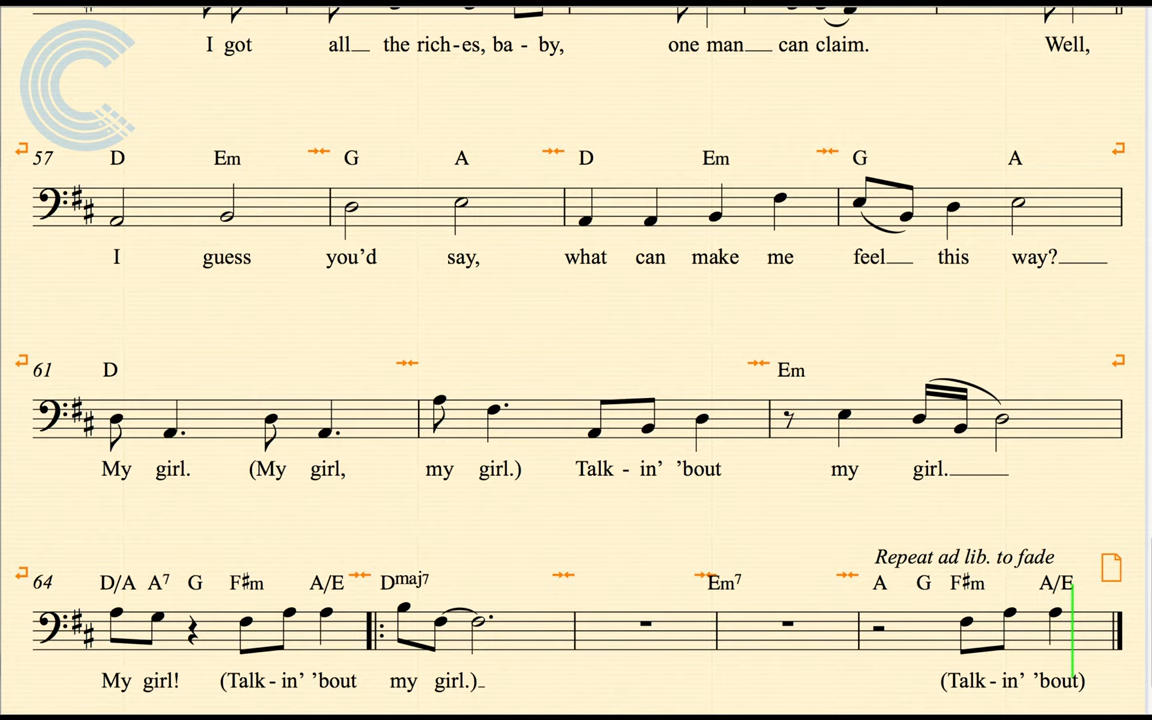 I got all the rich-es, ba - by, one man can claim. Well,
57 D Em G A D Em G A
I guess you’d say, what can make me feel this way?
61 D Em
My girl. (My girl, my girl.) Talk - in’ ’bout my girl.
Repeat ad lib. to fade
64 D/A A7 G F#m A/E Dmaj7 Em7 A G F#m A/E
My girl! (Talk - in’ ’bout my girl.) (Talk - in’ ’bout)